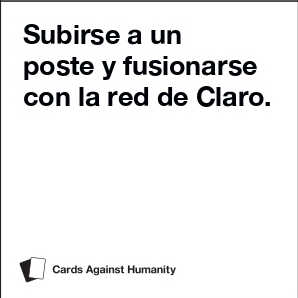 Subirse a un
poste y fusionarse
con la red de Claro.
Cards Against Humanity